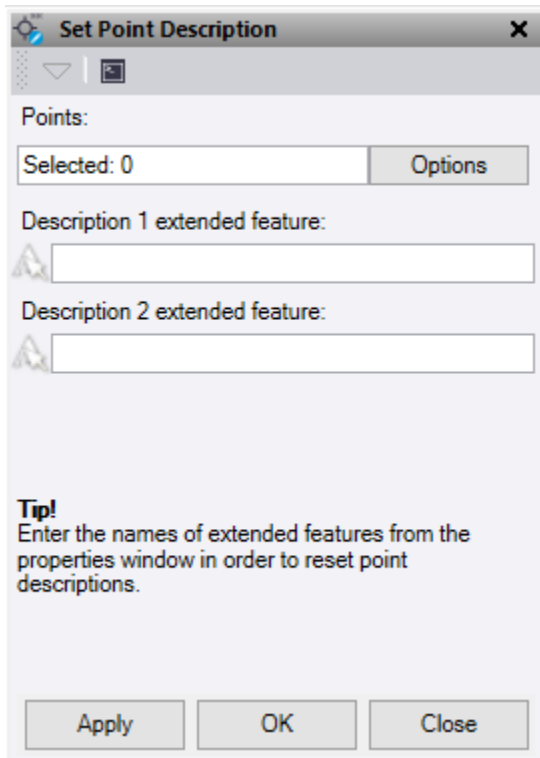 Set Point Description
Points:
Selected: 0
Options
Description 1 extended feature:
Description 2 extended feature:
Tip!
Enter the names of extended features from the
properties window in order to reset point
descriptions.
Apply
OK
Close